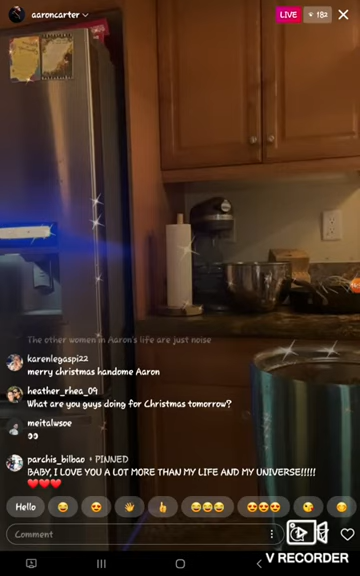 aaroncarter
LIVE
182
The other women in Aaron's life are just noise
karenlegaspi22
merry christmas handome Aaron
heather_rhea_09
What are you guys doing for Christmas tomorrow?
meitalwsoe
👀
parchis_bilbao • PINNED
BABY, I LOVE YOU A LOT MORE THAN MY LIFE AND MY UNIVERSE!!!!!
❤️❤️❤️
Hello
Comment
V RECORDER